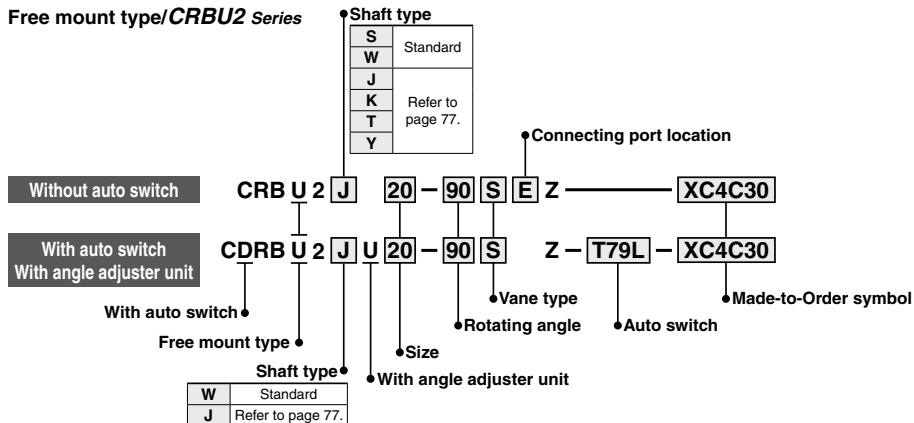 Free mount type/CRBU2 Series
Shaft type
S
Standard
W
J
Refer to
page 77.
K
T
Y
Connecting port location
Without auto switch
CRB U 2 J 20 – 90 S E Z XC4C30
With auto switch
With angle adjuster unit
CDRB U 2 J U 20 – 90 S Z – T79L – XC4C30
With auto switch
Vane type
Made-to-Order symbol
Rotating angle
Auto switch
Free mount type
Size
Shaft type
With angle adjuster unit
W Standard
J Refer to page 77.